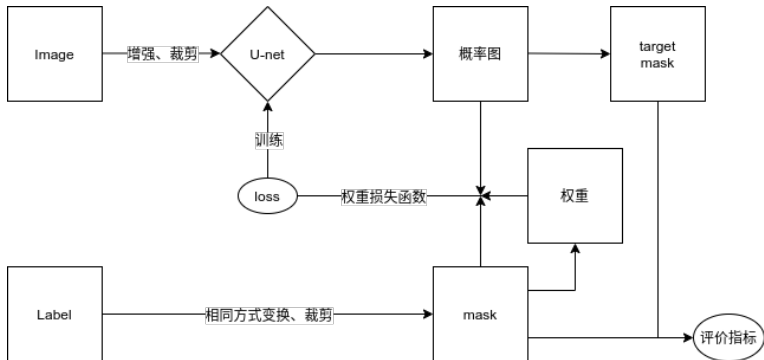 Image
增强、裁剪
U-net
概率图
target
mask
训练
loss
权重损失函数
权重
Label
相同方式变换、裁剪
mask
评价指标